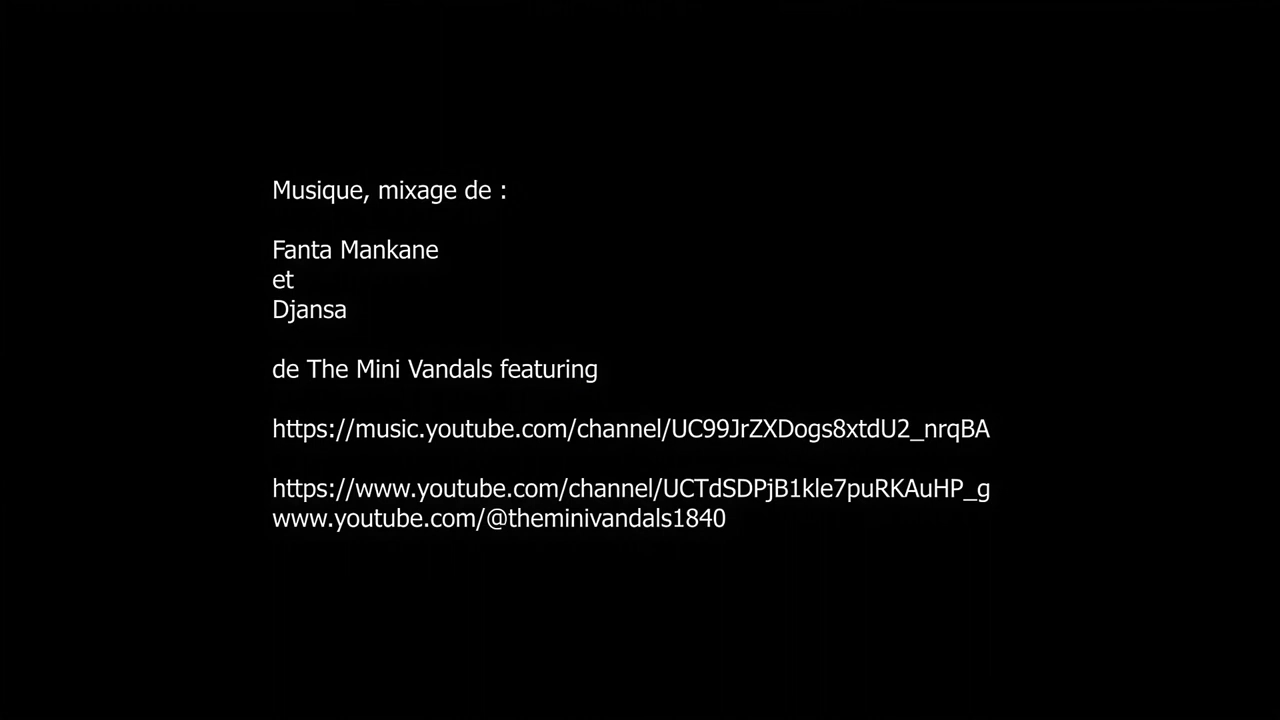 Musique, mixage de :
Fanta Mankane
et
Djansa
de The Mini Vandals featuring
https://music.youtube.com/channel/UC99JrZXDogs8xtdU2_nrqBA
https://www.youtube.com/channel/UCTdSDPjB1kle7puRKAuHP_g
www.youtube.com/@theminivandals1840